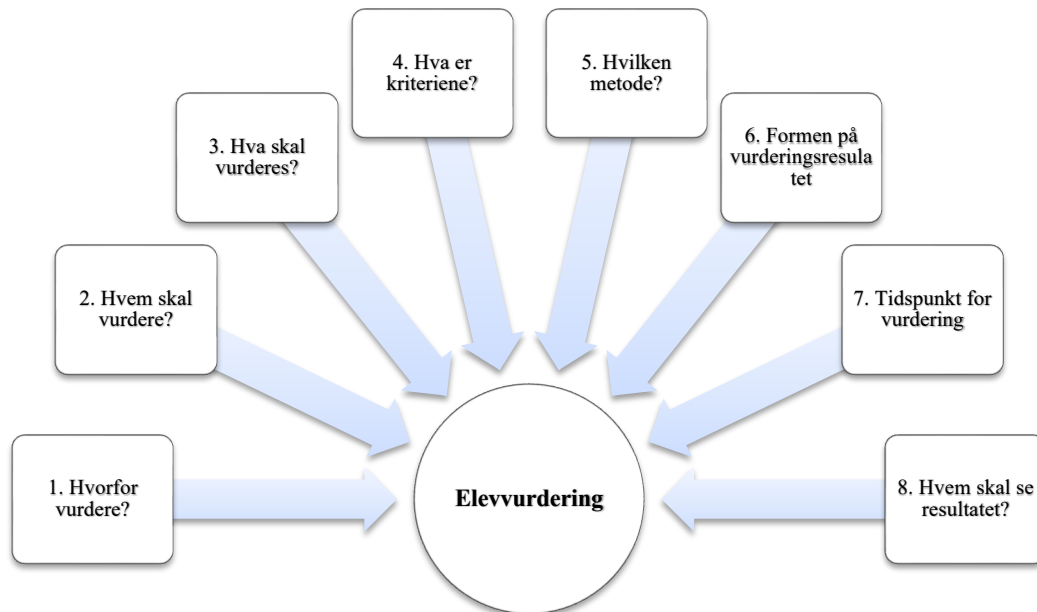 1. Hvorfor
vurdere?
2. Hvem skal
vurdere?
3. Hva skal
vurderes?
4. Hva er
kriteriene?
5. Hvilken
metode?
6. Formen på
vurderingsresula
tet
7. Tidspunkt for
vurdering
8. Hvem skal se
resultatet?
Elevvurdering